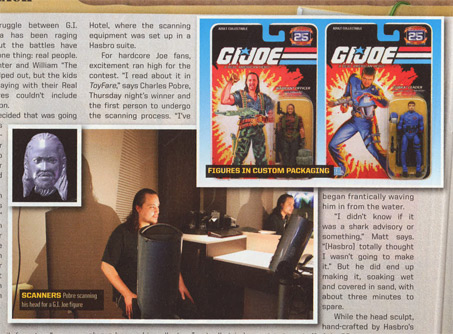 ruggle between G.I.
a has been raging
ut the battles have
one thing: real people.
nter and William "The
ped out, but the kids
aying with their Real
es couldn't include
on.
ecided that was going
Hotel, where the scanning
equipment was set up in a
Hasbro suite.
For hardcore Joe fans,
excitement ran high for the
contest. "I read about it in
ToyFare," says Charles Pobre,
Thursday night's winner and
the first person to undergo
the scanning process. "I've
G.I.JOE
25
G.I.JOE
25
FIGURES IN CUSTOM PACKAGING
SCANNERS Pobre scanning
his head for a G.I. Joe figure
began frantically waving
him in from the water.
"I didn't know if it
was a shark advisory or
something," Matt says.
"[Hasbro] totally thought
I wasn't going to make
it." But he did end up
making it, soaking wet
and covered in sand, with
about three minutes to
spare.
While the head sculpt,
hand-crafted by Hasbro's